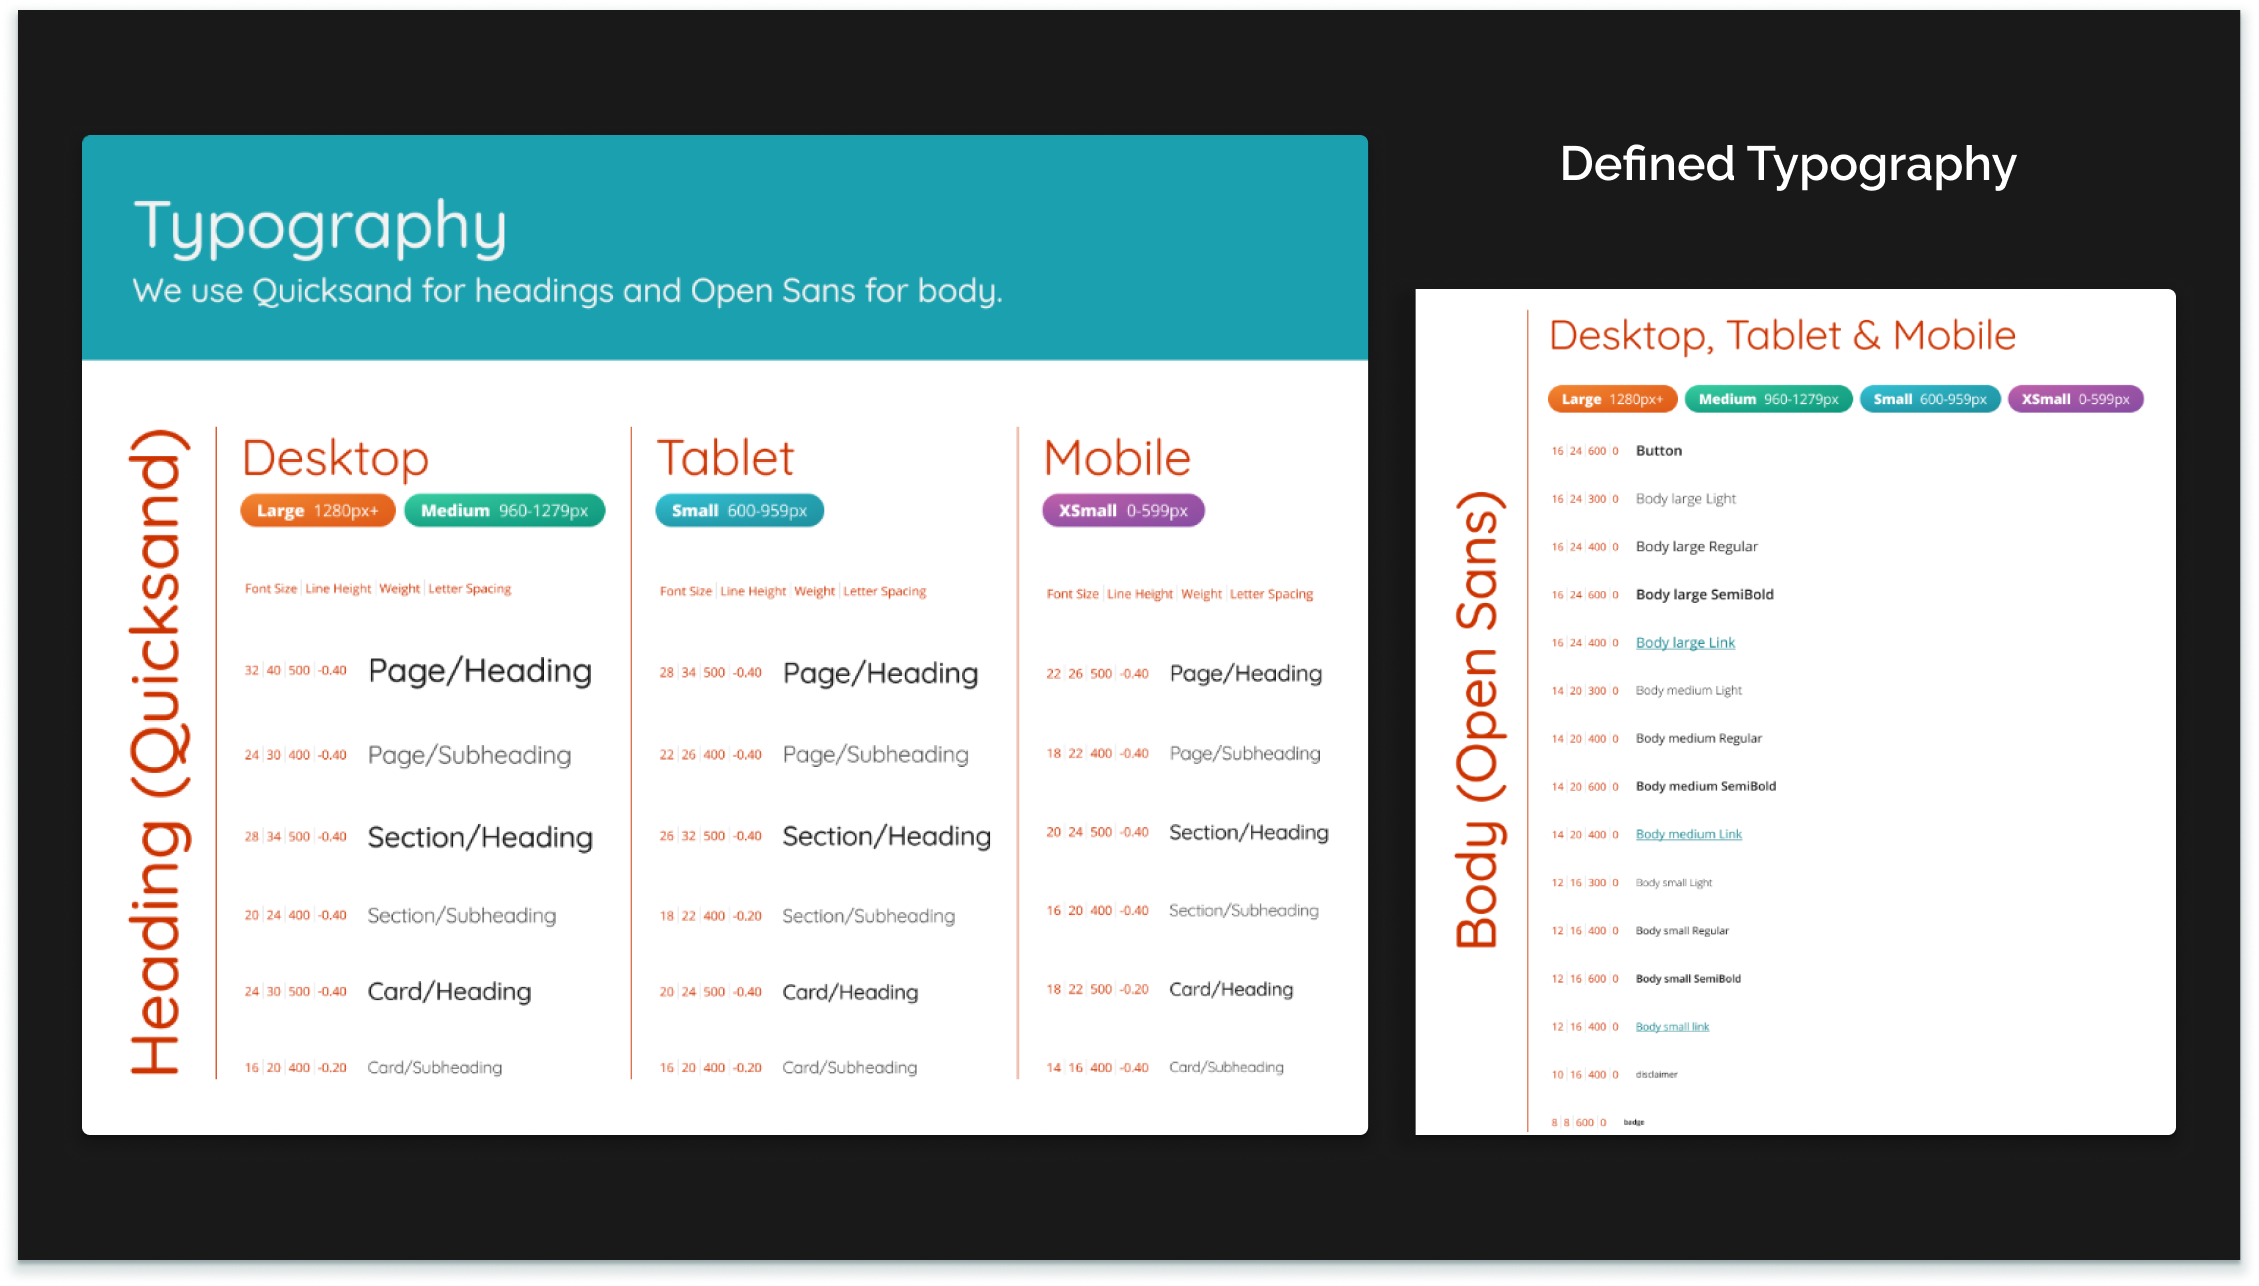 Defined Typography
Typography
We use Quicksand for headings and Open Sans for body.
Heading (Quicksand)
Desktop
Large 1280px+ Medium 960-1279px
Font Size Line Height Weight Letter Spacing
32 40 500 -0.40 Page/Heading
24 30 400 -0.40 Page/Subheading
28 34 500 -0.40 Section/Heading
20 24 400 -0.40 Section/Subheading
24 30 500 -0.40 Card/Heading
16 20 400 -0.20 Card/Subheading
Tablet
Small 600-959px
Font Size Line Height Weight Letter Spacing
28 34 500 -0.40 Page/Heading
22 26 400 -0.40 Page/Subheading
26 32 500 -0.40 Section/Heading
18 22 400 -0.20 Section/Subheading
20 24 500 -0.40 Card/Heading
16 20 400 -0.20 Card/Subheading
Mobile
XSmall 0-599px
Font Size Line Height Weight Letter Spacing
22 26 500 -0.40 Page/Heading
18 22 400 -0.40 Page/Subheading
20 24 500 -0.40 Section/Heading
16 20 400 -0.40 Section/Subheading
18 22 500 -0.20 Card/Heading
14 16 400 -0.40 Card/Subheading
Body (Open Sans)
Desktop, Tablet & Mobile
Large 1280px+ Medium 960-1279px Small 600-959px XSmall 0-599px
16 24 600 0 Button
16 24 300 0 Body large Light
16 24 400 0 Body large Regular
16 24 600 0 Body large SemiBold
16 24 400 0 Body large Link
14 20 300 0 Body medium Light
14 20 400 0 Body medium Regular
14 20 600 0 Body medium SemiBold
14 20 400 0 Body medium Link
12 16 300 0 Body small Light
12 16 400 0 Body small Regular
12 16 600 0 Body small SemiBold
12 16 400 0 Body small link
10 16 400 0 disclaimer
8 8 600 0 badge